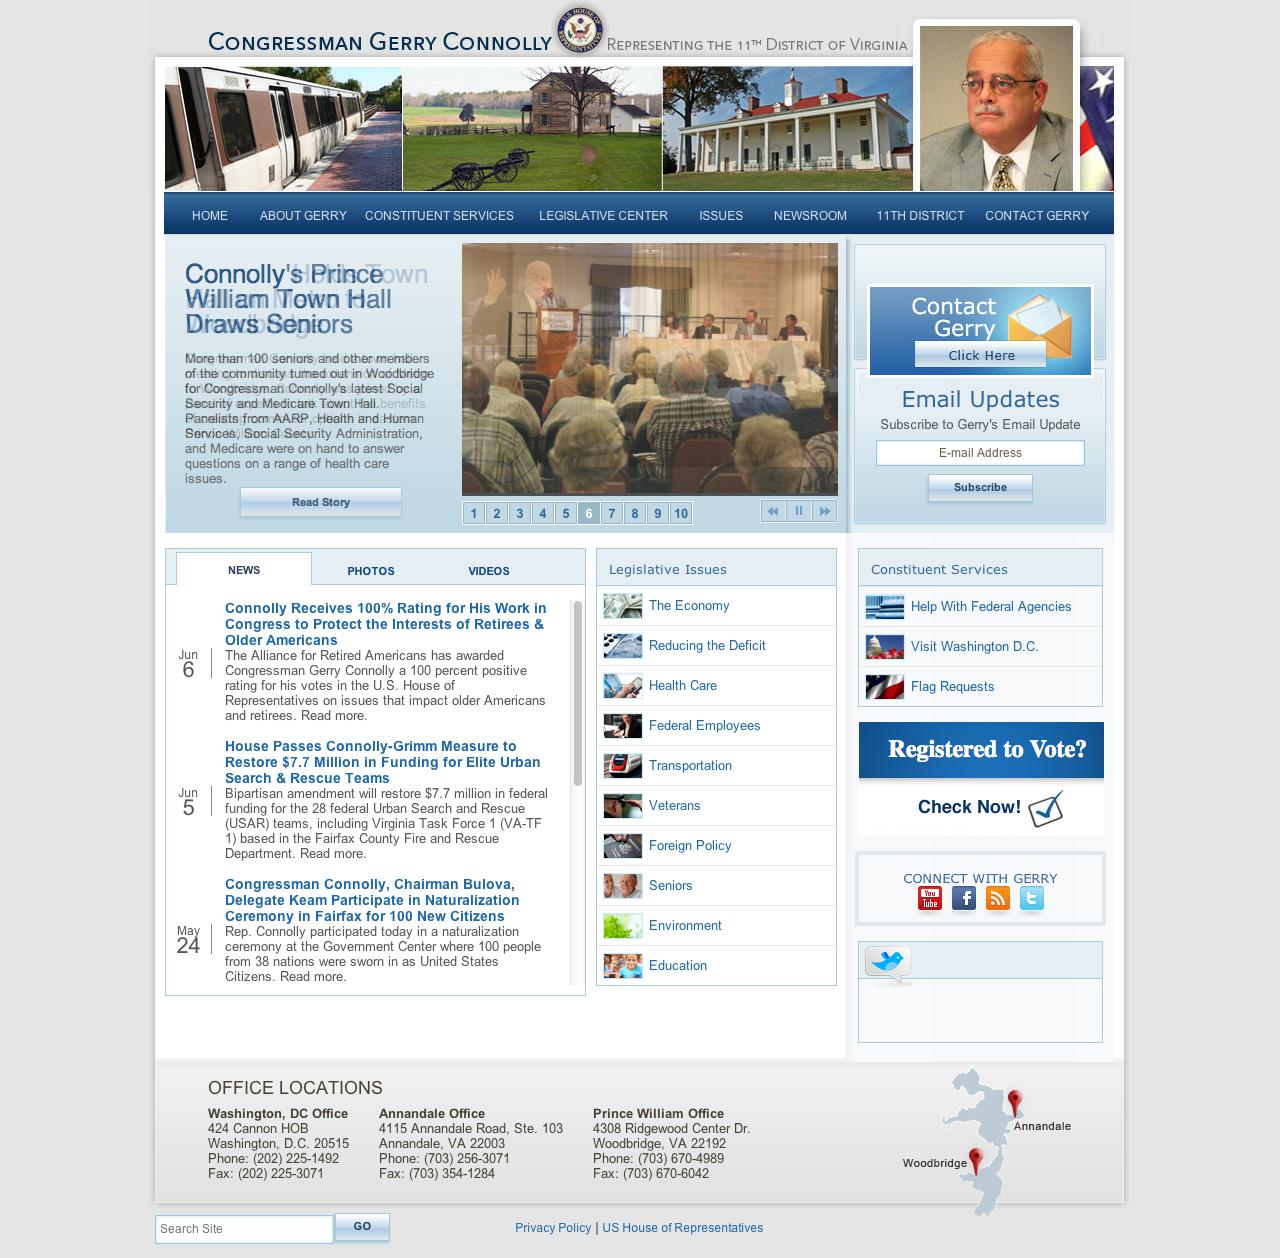 CONGRESSMAN GERRY CONNOLLY
REPRESENTING THE 11TH DISTRICT OF VIRGINIA
HOME ABOUT GERRY CONSTITUENT SERVICES LEGISLATIVE CENTER ISSUES NEWSROOM 11TH DISTRICT CONTACT GERRY
Connolly's Prince
William Town Hall
Draws Seniors
More than 100 seniors and other members
of the community turned out in Woodbridge
for Congressman Connolly's latest Social
Security and Medicare Town Hall.
Panelists from AARP, Health and Human
Services, Social Security Administration,
and Medicare were on hand to answer
questions on a range of health care
issues.
Read Story
1 2 3 4 5 6 7 8 9 10
Contact
Gerry
Click Here
Email Updates
Subscribe to Gerry's Email Update
E-mail Address
Subscribe
NEWS PHOTOS VIDEOS
Connolly Receives 100% Rating for His Work in
Congress to Protect the Interests of Retirees &
Older Americans
Jun
6
The Alliance for Retired Americans has awarded
Congressman Gerry Connolly a 100 percent positive
rating for his votes in the U.S. House of
Representatives on issues that impact older Americans
and retirees. Read more.
House Passes Connolly-Grimm Measure to
Restore $7.7 Million in Funding for Elite Urban
Search & Rescue Teams
Jun
5
Bipartisan amendment will restore $7.7 million in federal
funding for the 28 federal Urban Search and Rescue
(USAR) teams, including Virginia Task Force 1 (VA-TF
1) based in the Fairfax County Fire and Rescue
Department. Read more.
Congressman Connolly, Chairman Bulova,
Delegate Keam Participate in Naturalization
Ceremony in Fairfax for 100 New Citizens
May
24
Rep. Connolly participated today in a naturalization
ceremony at the Government Center where 100 people
from 38 nations were sworn in as United States
Citizens. Read more.
Legislative Issues
The Economy
Reducing the Deficit
Health Care
Federal Employees
Transportation
Veterans
Foreign Policy
Seniors
Environment
Education
Constituent Services
Help With Federal Agencies
Visit Washington D.C.
Flag Requests
Registered to Vote?
Check Now!
CONNECT WITH GERRY
You
Tube
OFFICE LOCATIONS
Washington, DC Office
424 Cannon HOB
Washington, D.C. 20515
Phone: (202) 225-1492
Fax: (202) 225-3071
Annandale Office
4115 Annandale Road, Ste. 103
Annandale, VA 22003
Phone: (703) 256-3071
Fax: (703) 354-1284
Prince William Office
4308 Ridgewood Center Dr.
Woodbridge, VA 22192
Phone: (703) 670-4989
Fax: (703) 670-6042
Annandale
Woodbridge
Search Site
GO
Privacy Policy | US House of Representatives